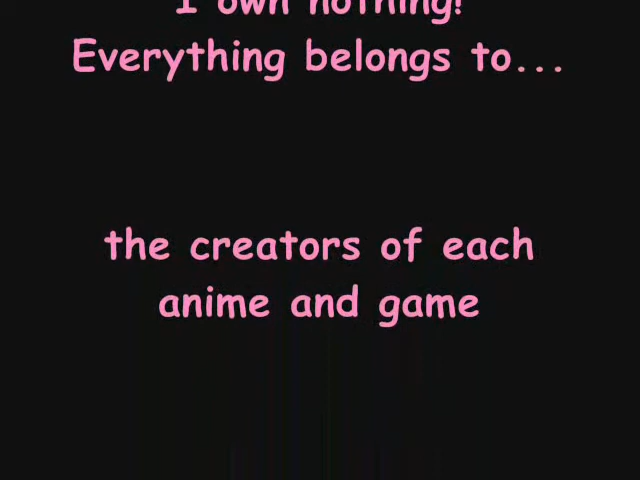 I own nothing!
Everything belongs to...
the creators of each
anime and game